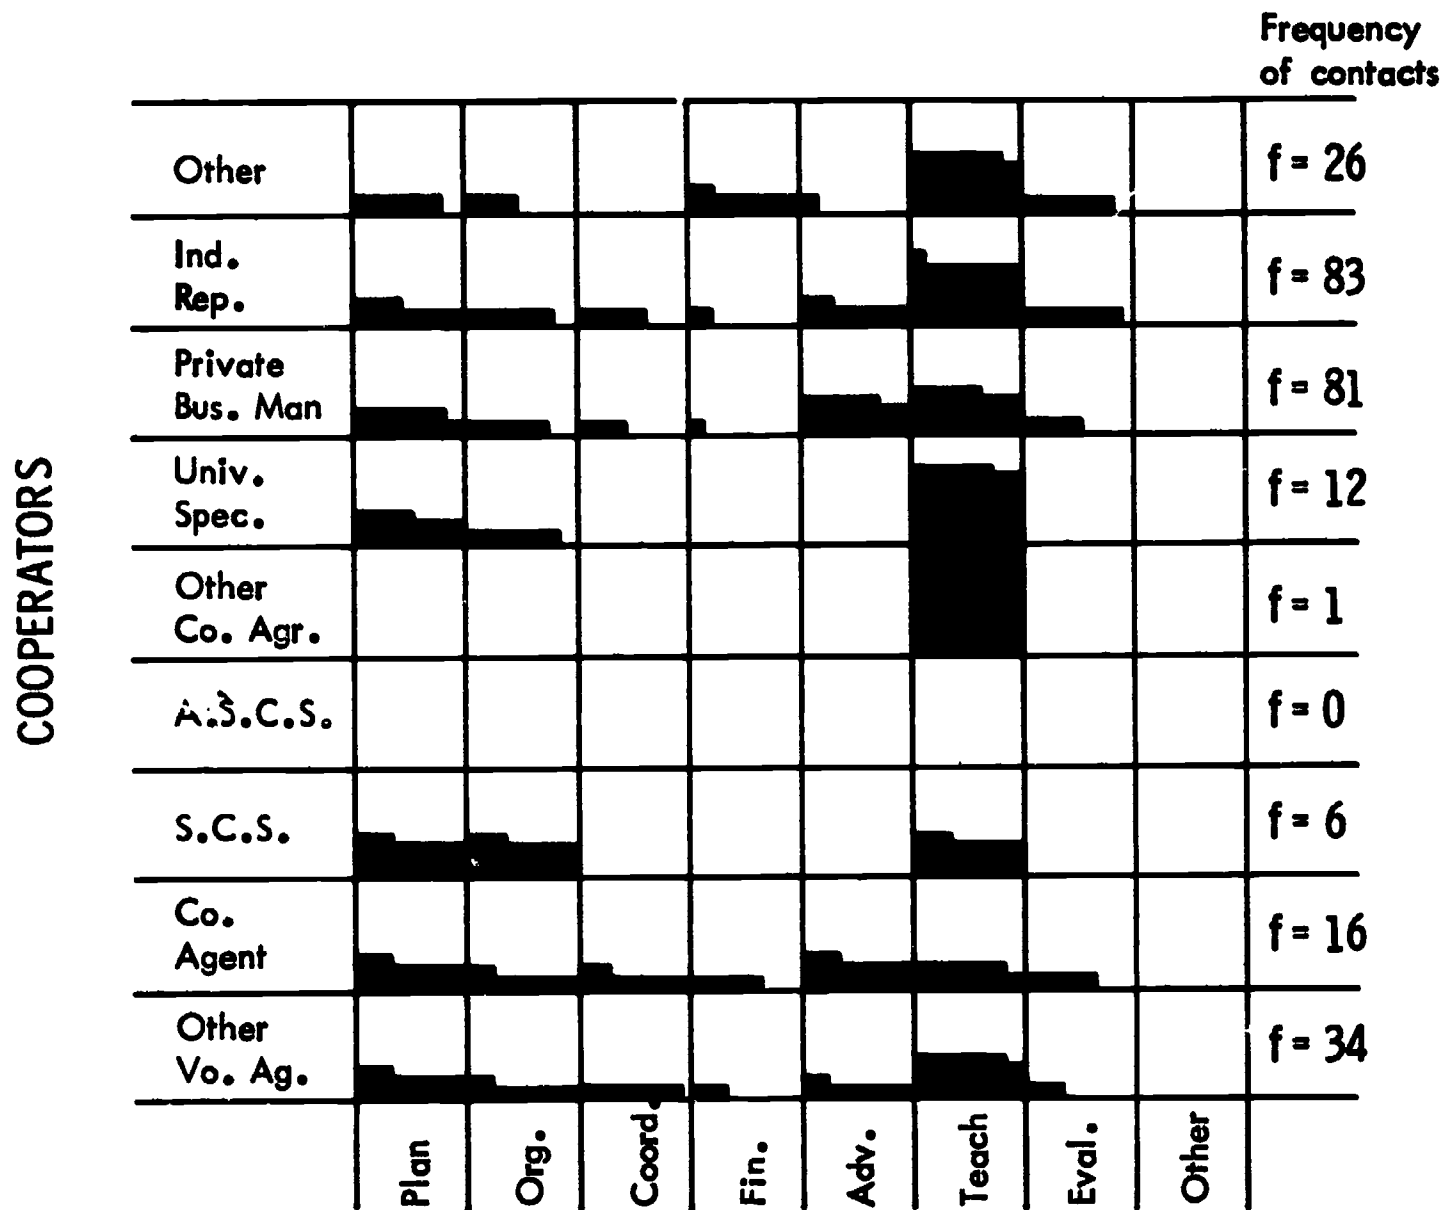 Frequency
of contacts
Other
f = 26
Ind.
Rep.
f = 83
Private
Bus. Man
f = 81
Univ.
Spec.
f = 12
Other
Co. Agr.
f = 1
A.S.C.S.
f = 0
S.C.S.
f = 6
Co.
Agent
f = 16
Other
Vo. Ag.
f = 34
COOPERATORS
Plan
Org.
Coord.
Fin.
Adv.
Teach
Eval.
Other